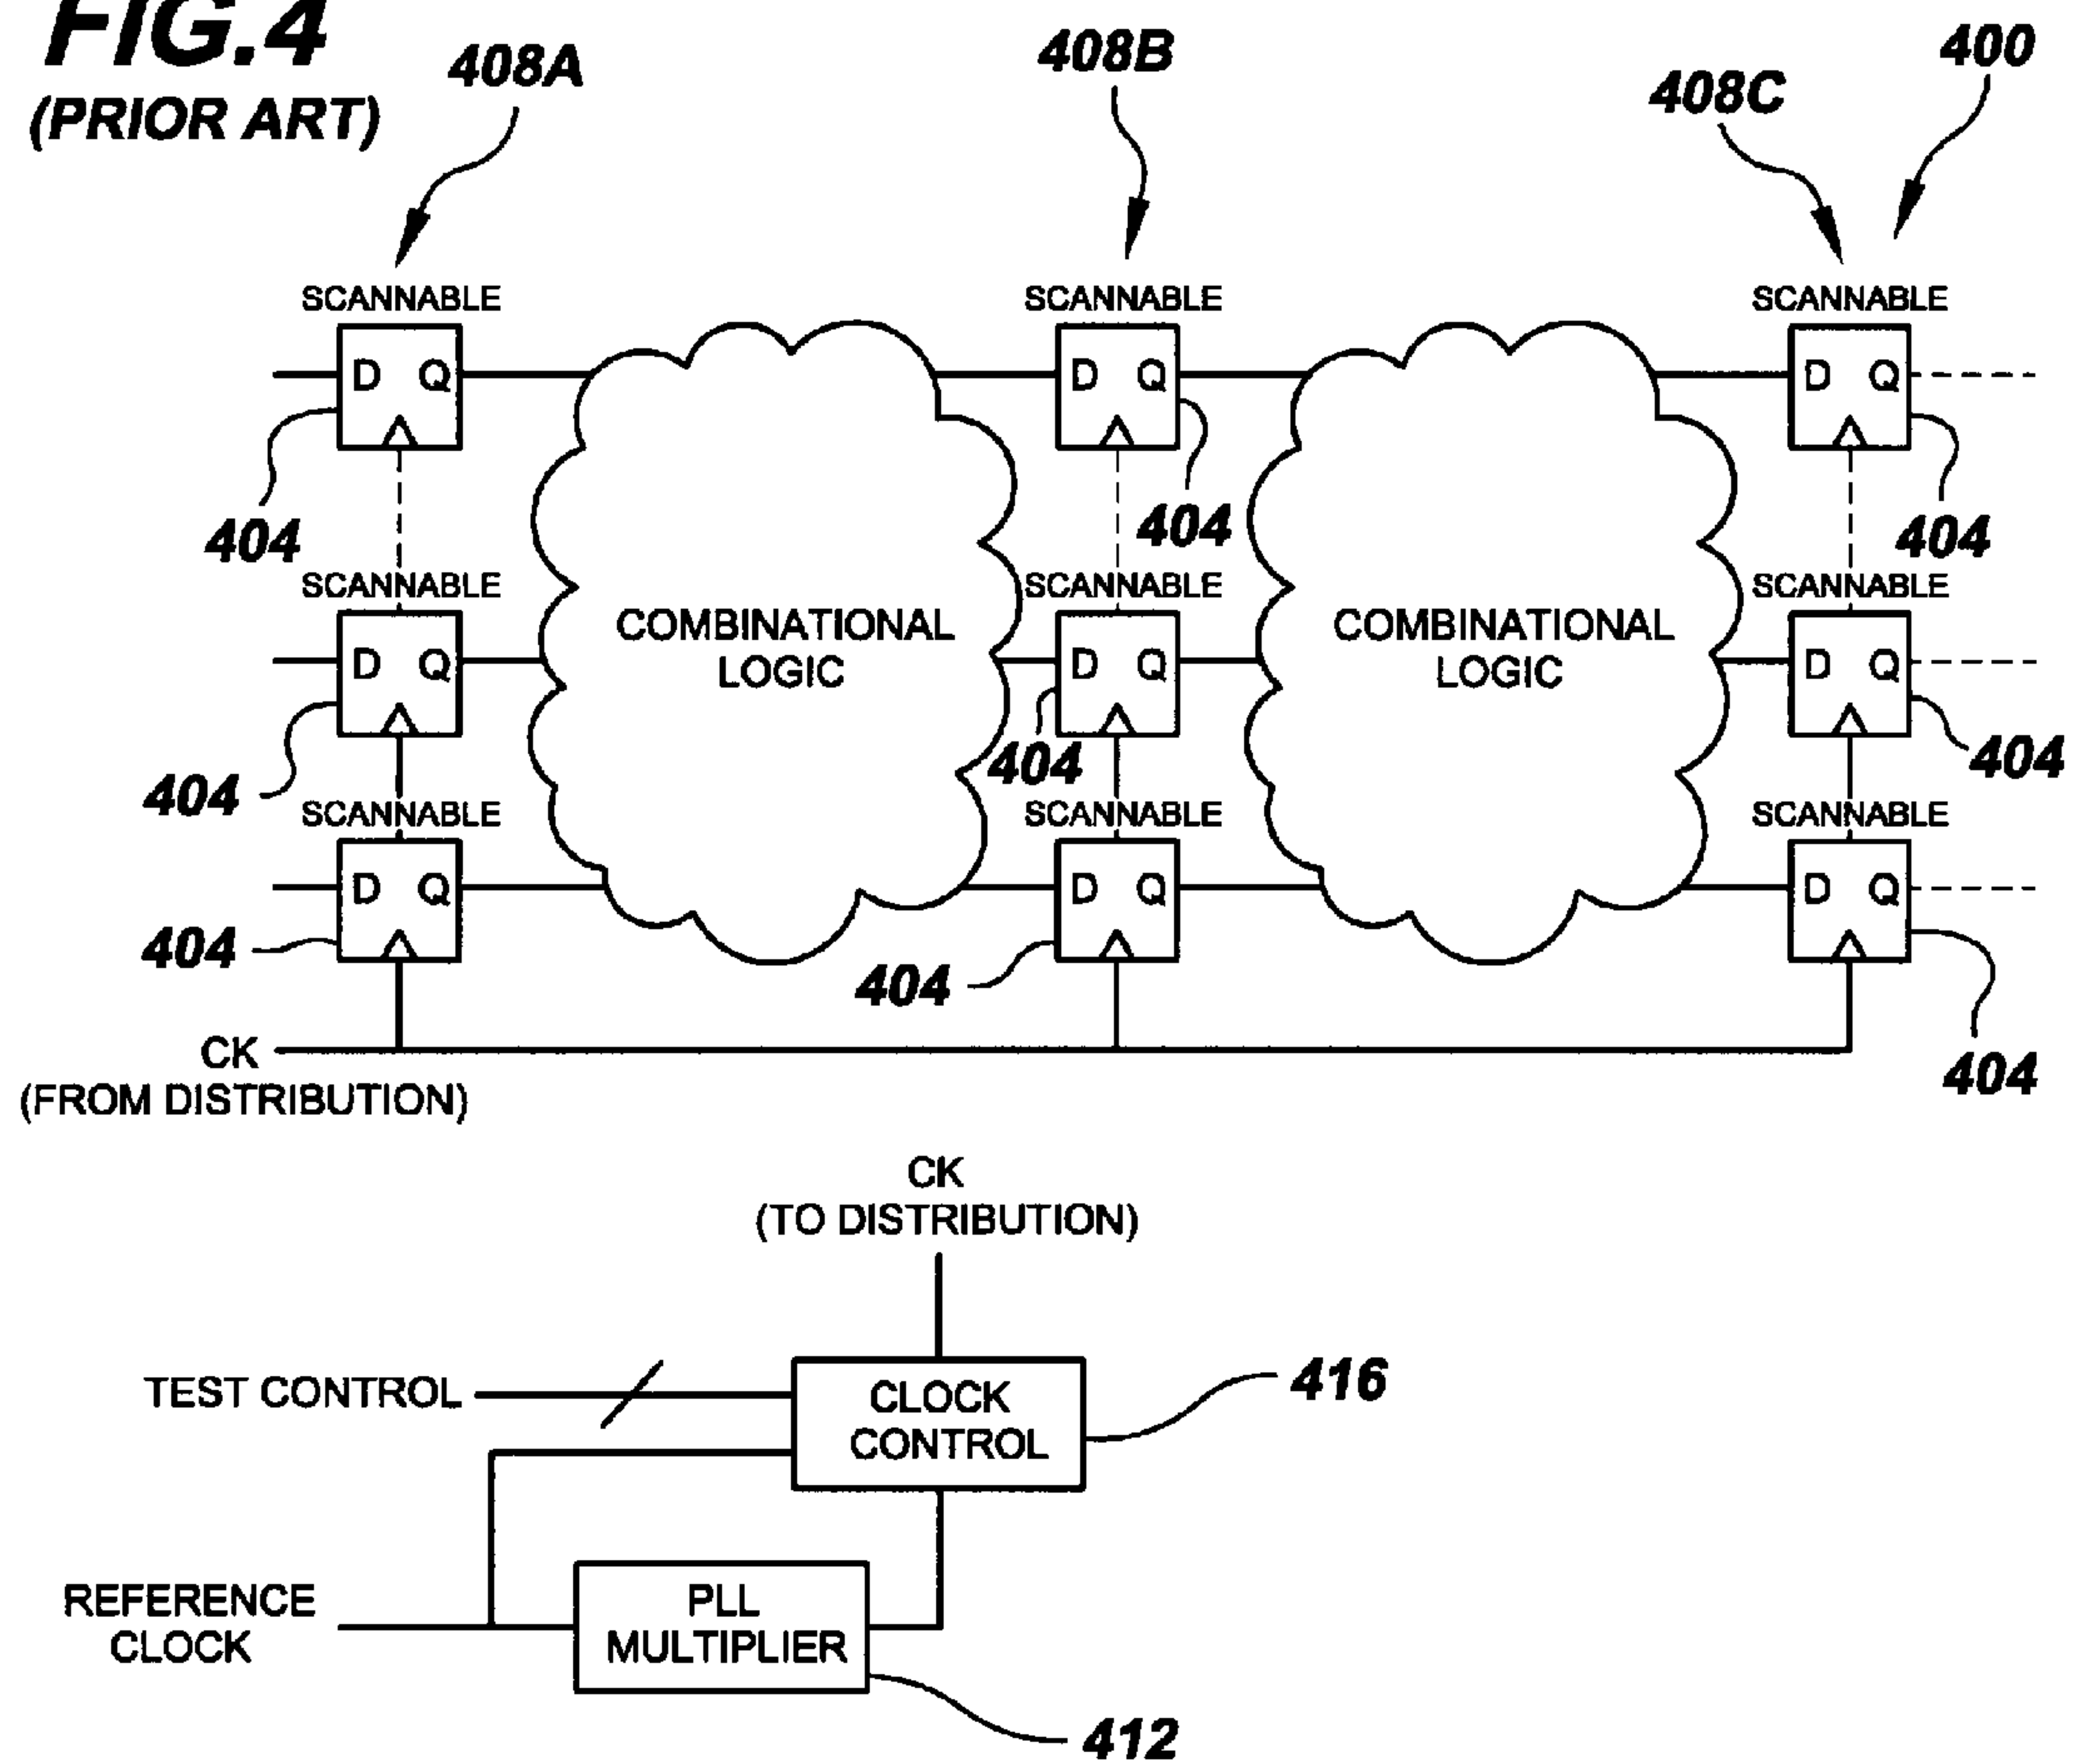 FIG.4
(PRIOR ART)
408A
408B
408C
400
SCANNABLE
SCANNABLE
SCANNABLE
D Q
D Q
D Q
404
404
404
SCANNABLE
SCANNABLE
SCANNABLE
COMBINATIONAL
LOGIC
COMBINATIONAL
LOGIC
D Q
D Q
D Q
404
404
404
SCANNABLE
SCANNABLE
SCANNABLE
D Q
D Q
D Q
404
404
404
CK
(FROM DISTRIBUTION)
CK
(TO DISTRIBUTION)
TEST CONTROL
CLOCK
CONTROL
416
REFERENCE
CLOCK
PLL
MULTIPLIER
412